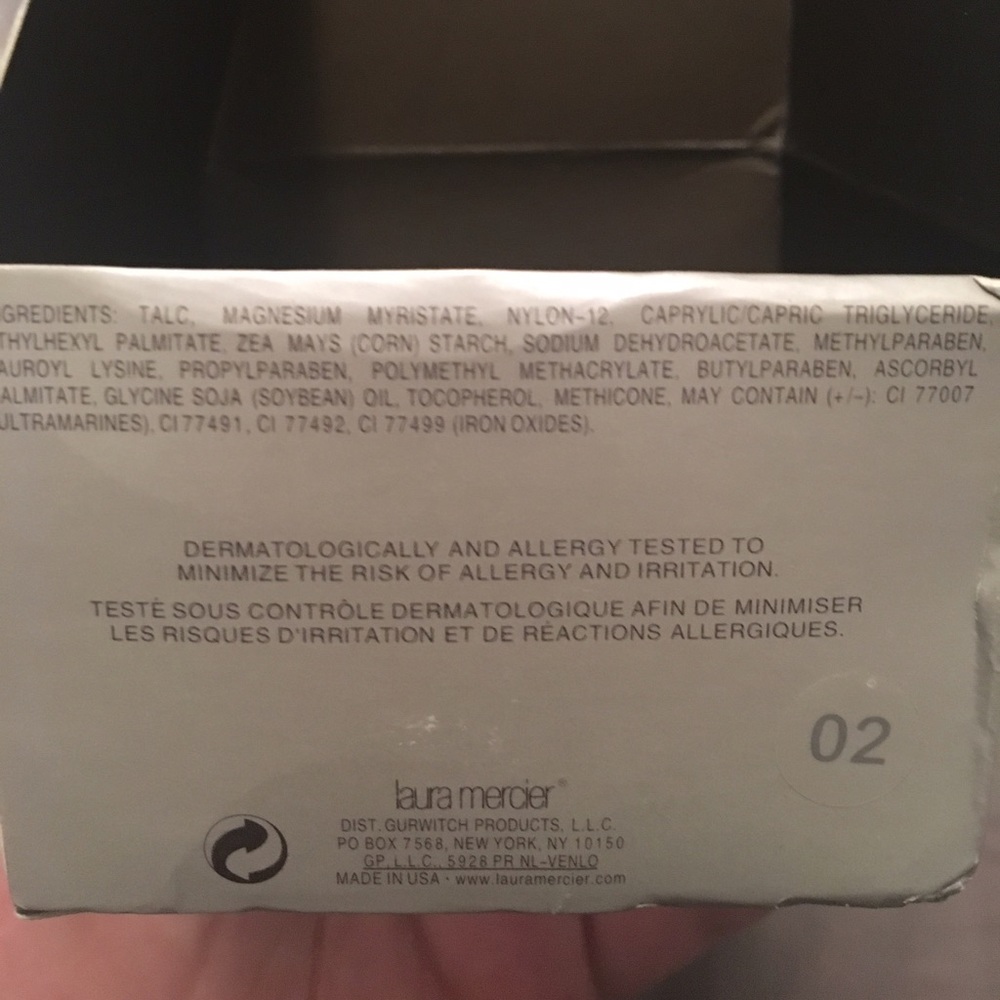 GREDIENTS: TALC, MAGNESIUM MYRISTATE, NYLON-12, CAPRYLIC/CAPRIC TRIGLYCERIDE,
THYLHEXYL PALMITATE, ZEA MAYS (CORN) STARCH, SODIUM DEHYDROACETATE, METHYLPARABEN,
AUROYL LYSINE, PROPYLPARABEN, POLYMETHYL METHACRYLATE, BUTYLPARABEN, ASCORBYL
ALMITATE, GLYCINE SOJA (SOYBEAN) OIL, TOCOPHEROL, METHICONE, MAY CONTAIN (+/-): CI 77007
ULTRAMARINES), CI 77491, CI 77492, CI 77499 (IRON OXIDES).
DERMATOLOGICALLY AND ALLERGY TESTED TO
MINIMIZE THE RISK OF ALLERGY AND IRRITATION.
TESTÉ SOUS CONTRÔLE DERMATOLOGIQUE AFIN DE MINIMISER
LES RISQUES D'IRRITATION ET DE RÉACTIONS ALLERGIQUES.
02
laura mercier®
DIST. GURWITCH PRODUCTS, L.L.C.
PO BOX 7568, NEW YORK, NY 10150
GP, L.L.C., 5928 PR NL-VENLO
MADE IN USA · www.lauramercier.com